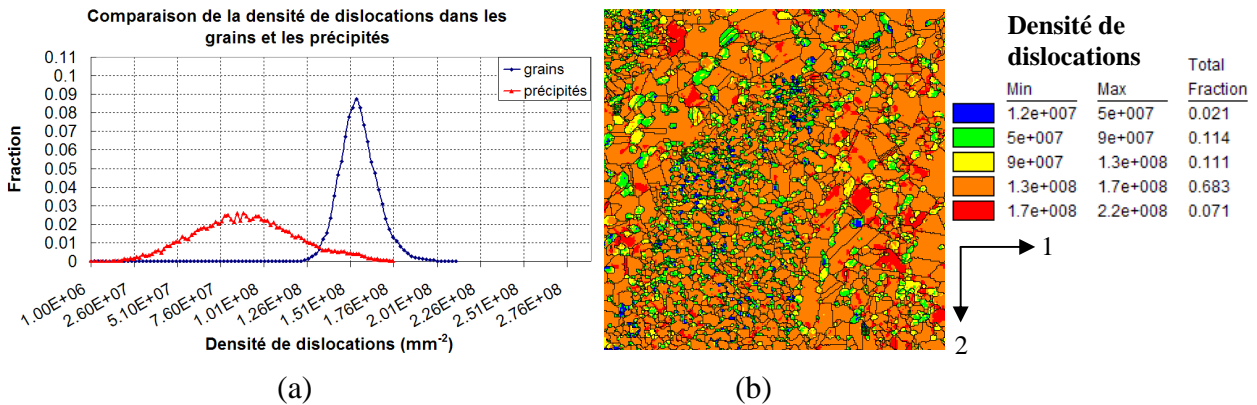 Comparaison de la densité de dislocations dans les
grains et les précipités
0.11
0.1
0.09
0.08
0.07
0.06
0.05
0.04
0.03
0.02
0.01
0
Fraction
grains
précipités
1.00E+06
2.60E+07
5.10E+07
7.60E+07
1.01E+08
1.26E+08
1.51E+08
1.76E+08
2.01E+08
2.26E+08
2.51E+08
2.76E+08
Densité de dislocations (mm-2)
(a)
(b)
Densité de
dislocations
Total
Min Max Fraction
1.2e+007 5e+007 0.021
5e+007 9e+007 0.114
9e+007 1.3e+008 0.111
1.3e+008 1.7e+008 0.683
1.7e+008 2.2e+008 0.071
1
2